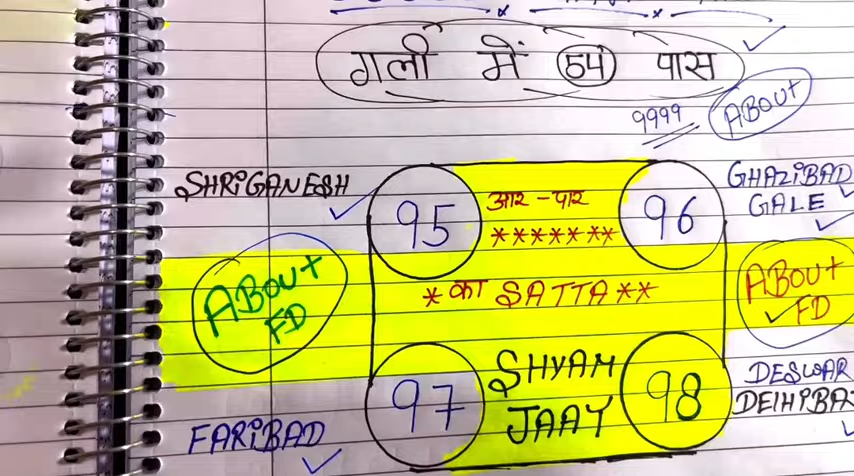 गली में 54 पास
9999 ABOUt
SHRiGANESH
95 आर - पार 96
GHAZiBAD
GALE
*******
ABOUt
FD
* का SATTA **
ABOUt
FD
97 SHYAM 98
JAAY
DESWAR
DElHiBA
FARiBAD